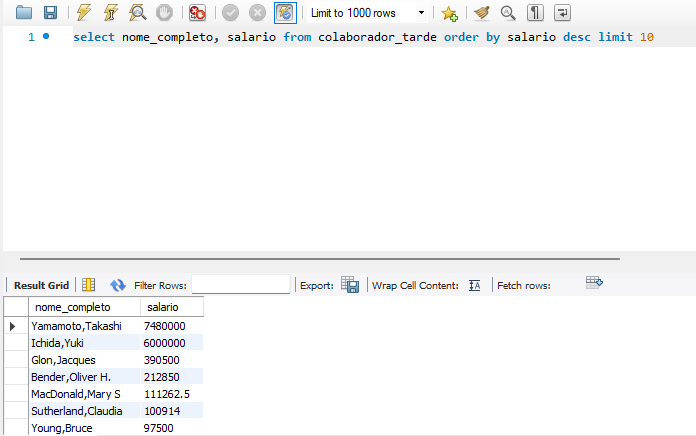 Limit to 1000 rows
1 select nome_completo, salario from colaborador_tarde order by salario desc limit 10
Result Grid Filter Rows: Export: Wrap Cell Content: Fetch rows:
nome_completo salario
Yamamoto,Takashi 7480000
Ichida,Yuki 6000000
Glon,Jacques 390500
Bender,Oliver H. 212850
MacDonald,Mary S 111262.5
Sutherland,Claudia 100914
Young,Bruce 97500